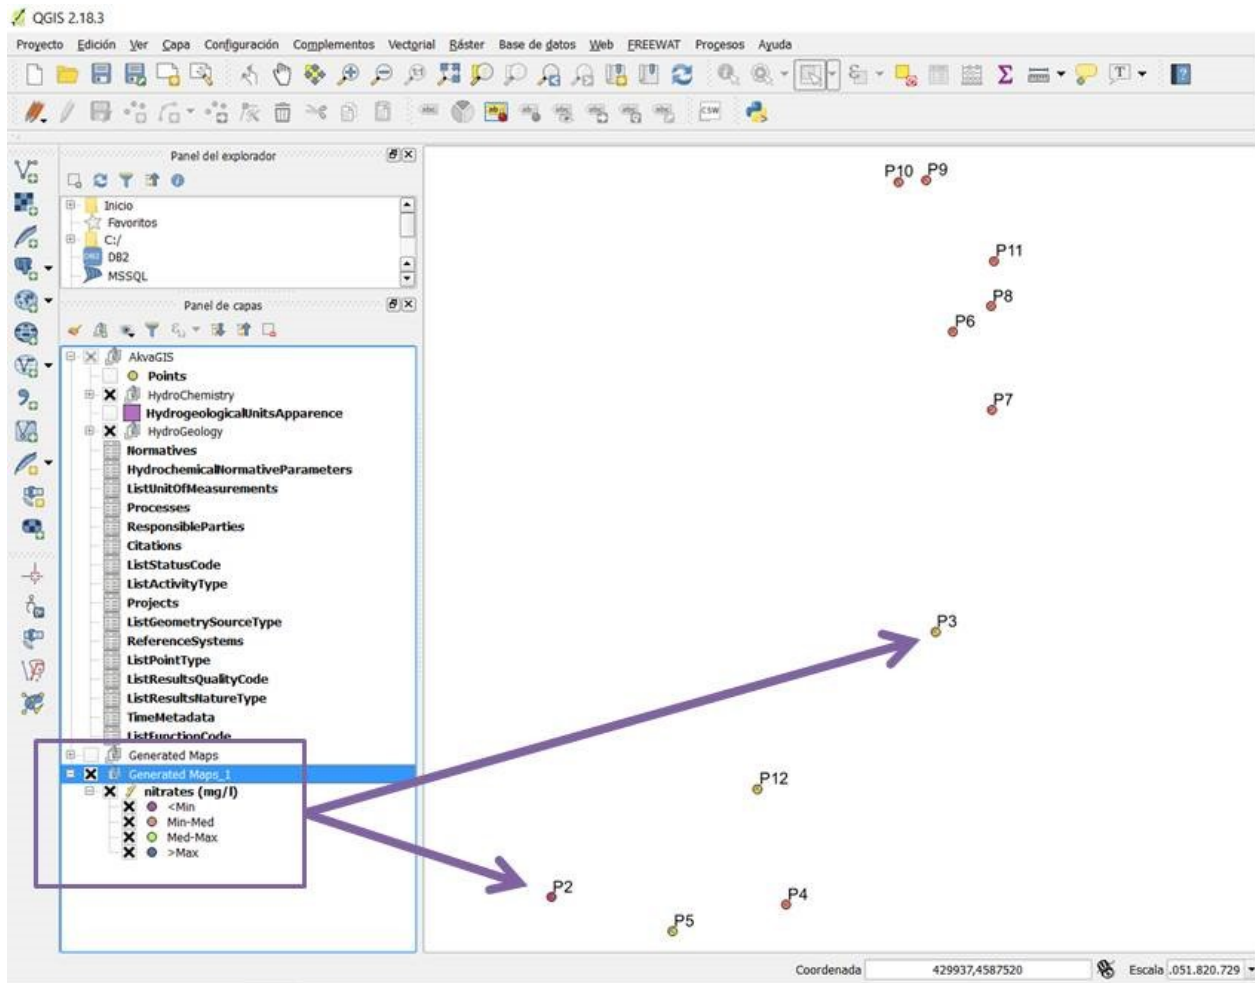 QGIS 2.18.3
Proyecto Edición Ver Capa Configuración Complementos Vectorial Ráster Base de datos Web FREEWAT Procesos Ayuda
CSW
Panel del explorador
Inicio
Favoritos
C:/
DB2
MSSQL
Panel de capas
AkvaGIS
Points
HydroChemistry
HydrogeologicalUnitsApparence
HydroGeology
Normatives
HydrochemicalNormativeParameters
ListUnitOfMeasurements
Processes
ResponsibleParties
Citations
ListStatusCode
ListActivityType
Projects
ListGeometrySourceType
ReferenceSystems
ListPointType
ListResultsQualityCode
ListResultsNatureType
TimeMetadata
ListFunctionCode
Generated Maps
Generated Maps_1
nitrates (mg/l)
<Min
Min-Med
Med-Max
>Max
P10 P9
P11
P8
P6
P7
P3
P12
P2
P4
P5
Coordenada 429937,4587520 Escala .051.820.729